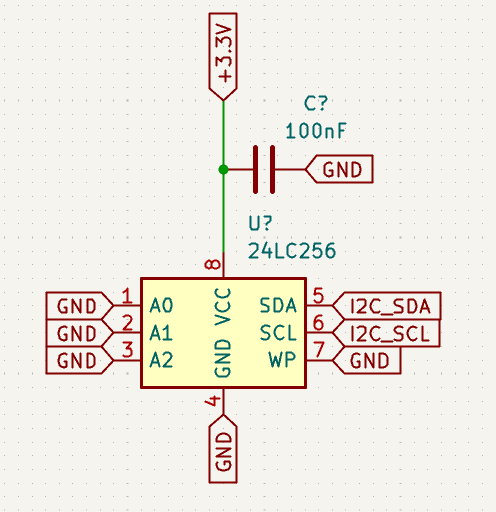 +3.3V
C?
100nF
GND
U?
24LC256
8
GND 1 A0 VCC SDA 5 I2C_SDA
GND 2 A1 SCL 6 I2C_SCL
GND 3 A2 GND WP 7 GND
4
GND